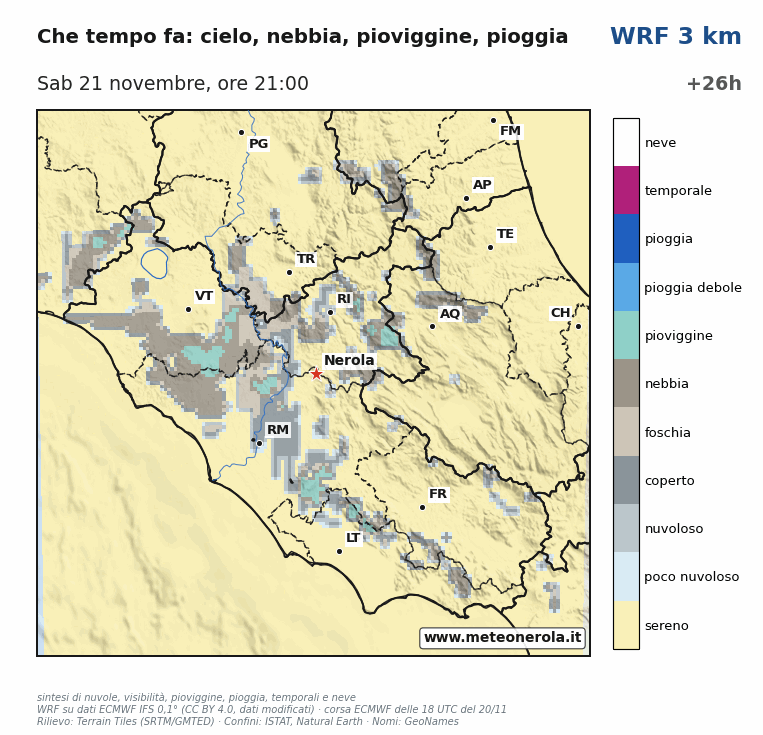 Che tempo fa: cielo, nebbia, pioviggine, pioggia
WRF 3 km
Sab 21 novembre, ore 21:00
+26h
PG
FM
AP
TE
TR
VT
RI
AQ
CH
Nerola
RM
FR
LT
www.meteonerola.it
neve
temporale
pioggia
pioggia debole
pioviggine
nebbia
foschia
coperto
nuvoloso
poco nuvoloso
sereno
sintesi di nuvole, visibilità, pioviggine, pioggia, temporali e neve
WRF su dati ECMWF IFS 0,1° (CC BY 4.0, dati modificati) · corsa ECMWF delle 18 UTC del 20/11
Rilievo: Terrain Tiles (SRTM/GMTED) · Confini: ISTAT, Natural Earth · Nomi: GeoNames